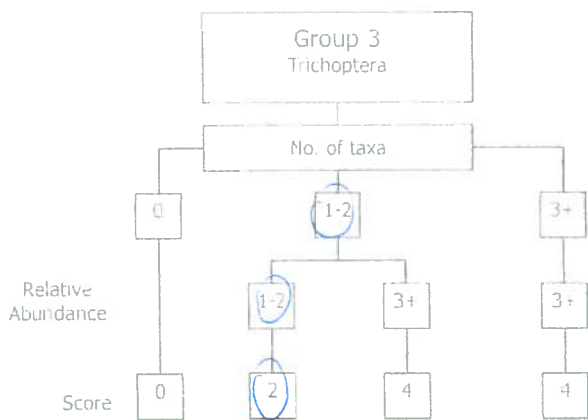 Group 3
Trichoptera
No. of taxa
0
1-2
3+
Relative
Abundance
1-2
3+
3+
Score
0
2
4
4